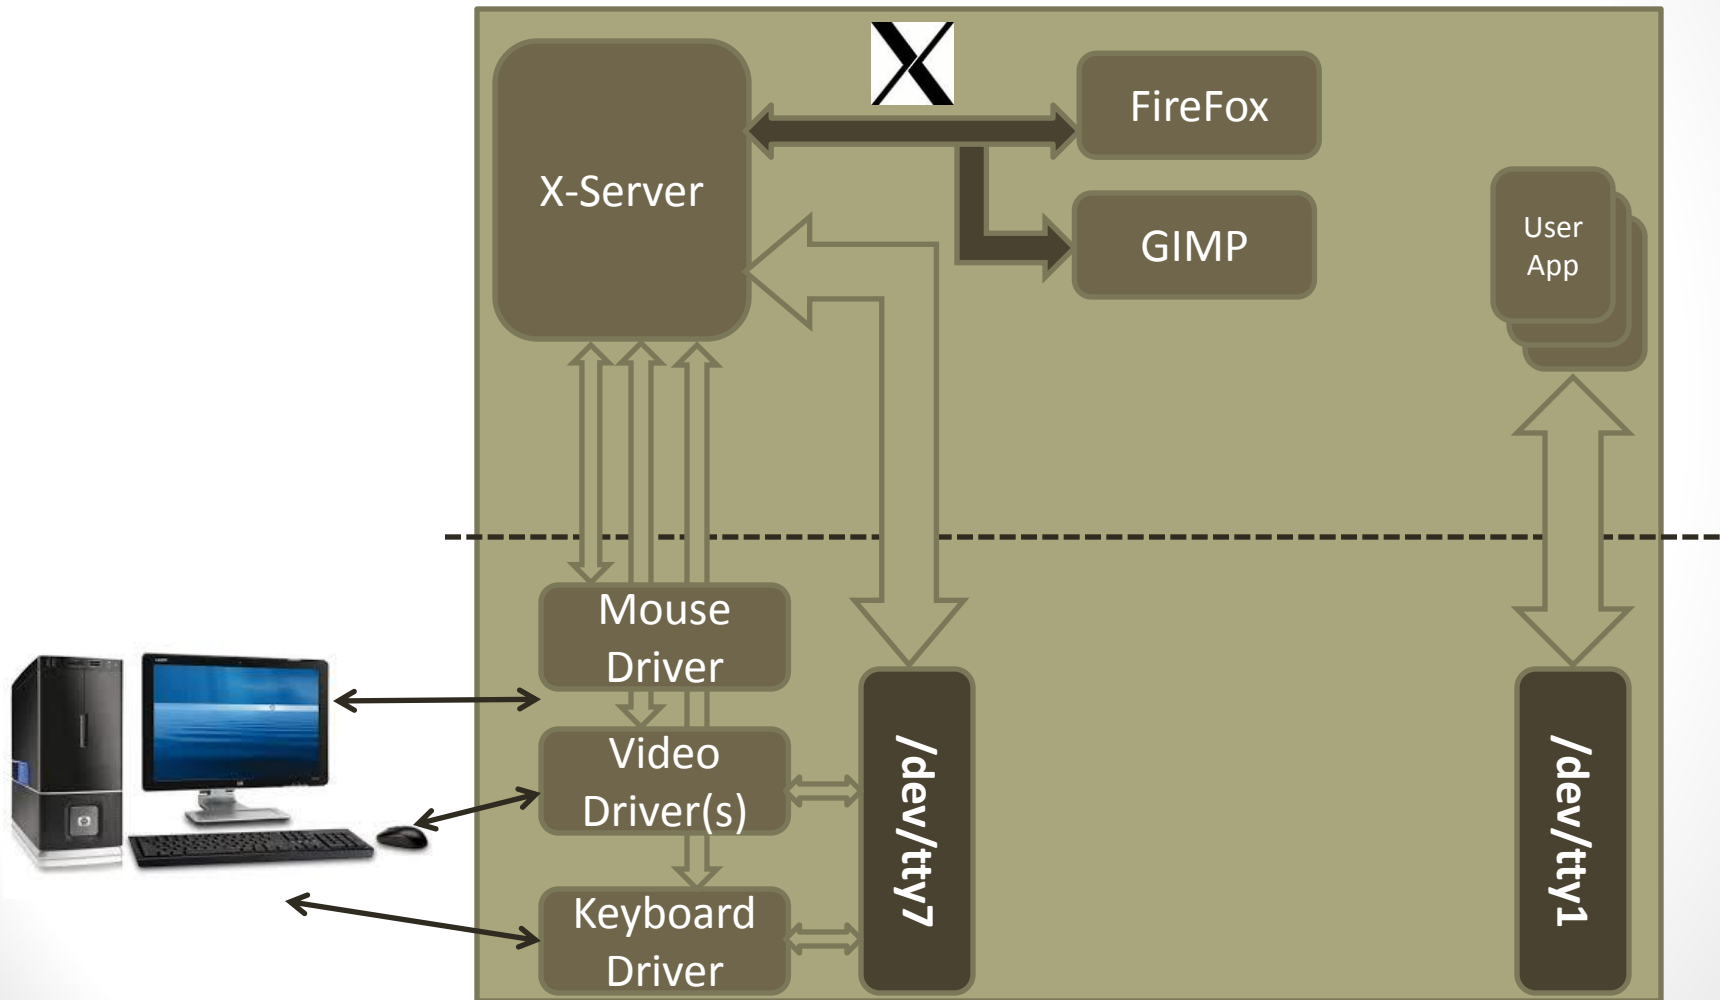 X
FireFox
X-Server
GIMP
User
App
Mouse
Driver
Video
Driver(s)
Keyboard
Driver
/dev/tty7
/dev/tty1